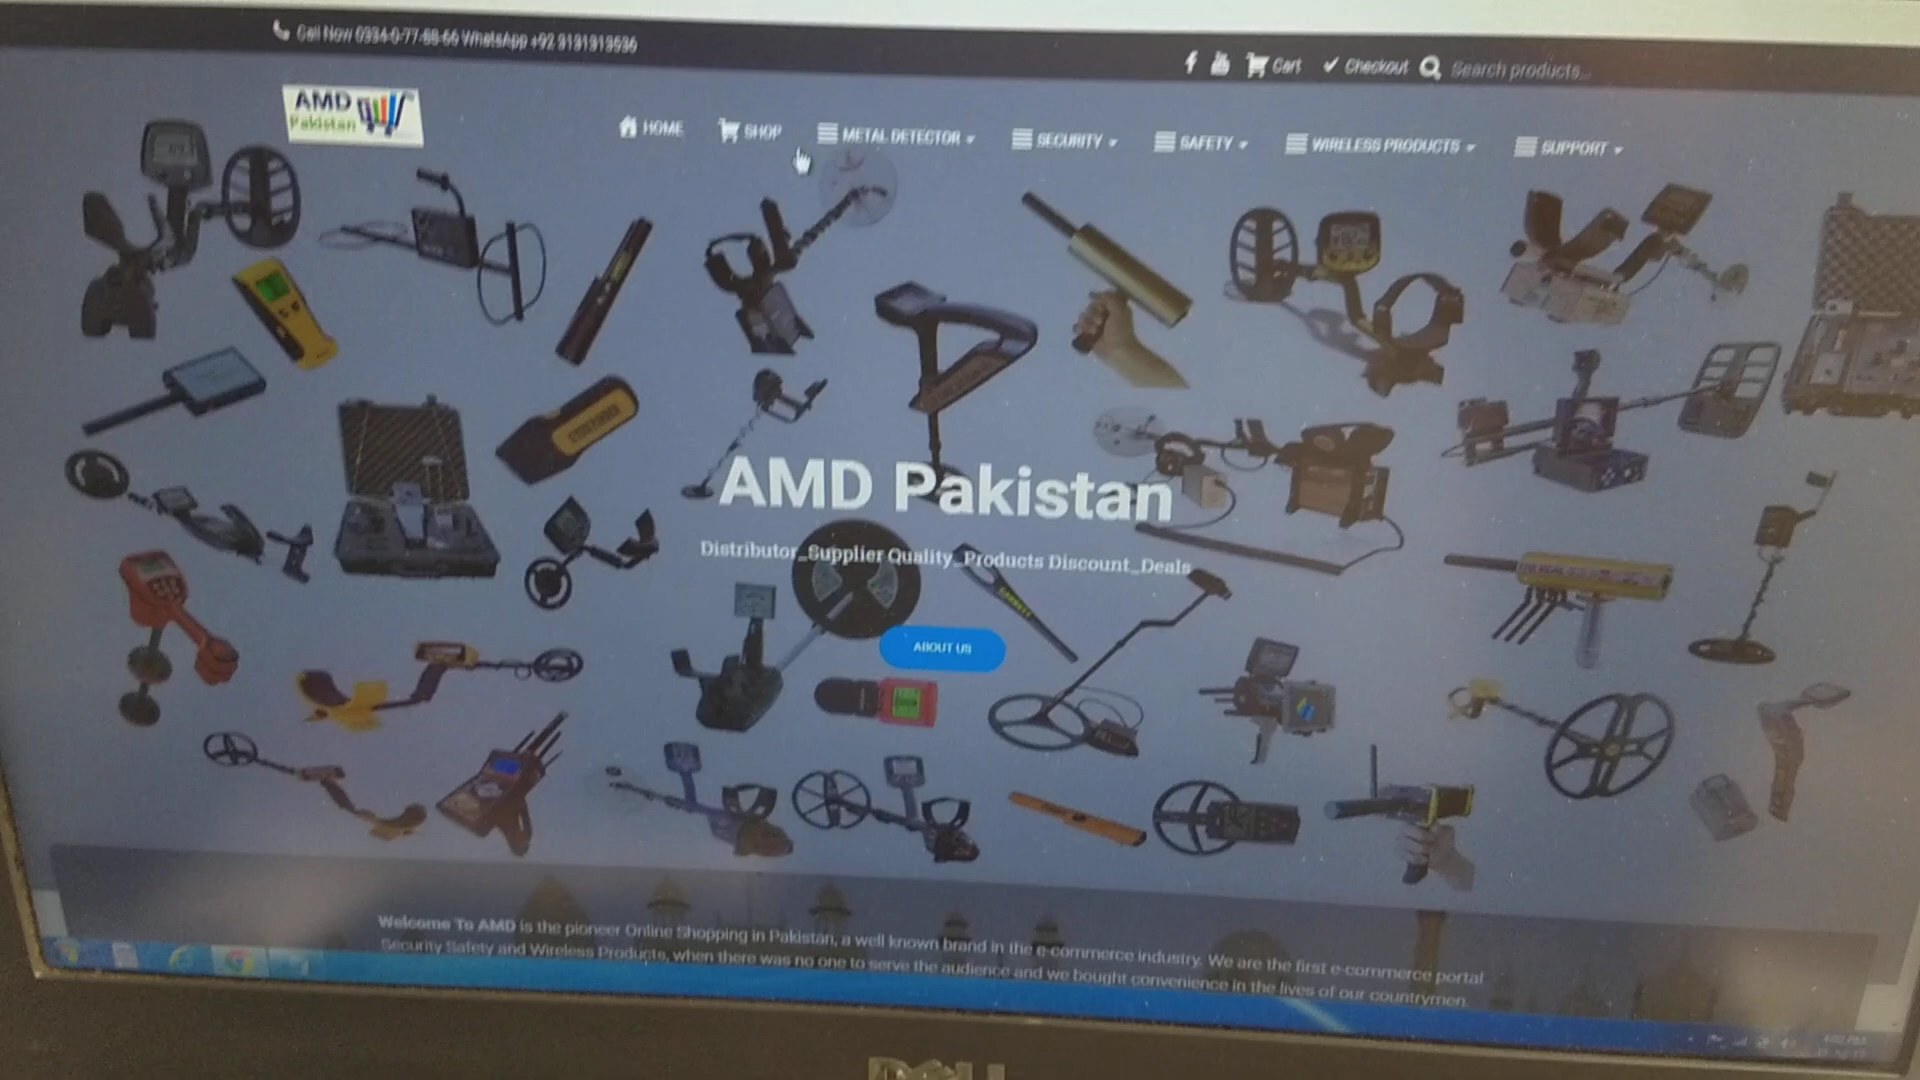 Call Now 0334-0-77-88-66 WhatsApp +92 3131313536
Cart
Checkout
Search products...
AMD
Pakistan
HOME
SHOP
METAL DETECTOR
SECURITY
SAFETY
WIRELESS PRODUCTS
SUPPORT
AMD Pakistan
Distributor_Supplier Quality_Products Discount_Deals
ABOUT US
Welcome To AMD is the pioneer Online Shopping in Pakistan, a well known brand in the e-commerce industry. We are the first e-commerce portal
Security Safety and Wireless Products, when there was no one to serve the audience and we bought convenience in the lives of our countrymen.
DELL